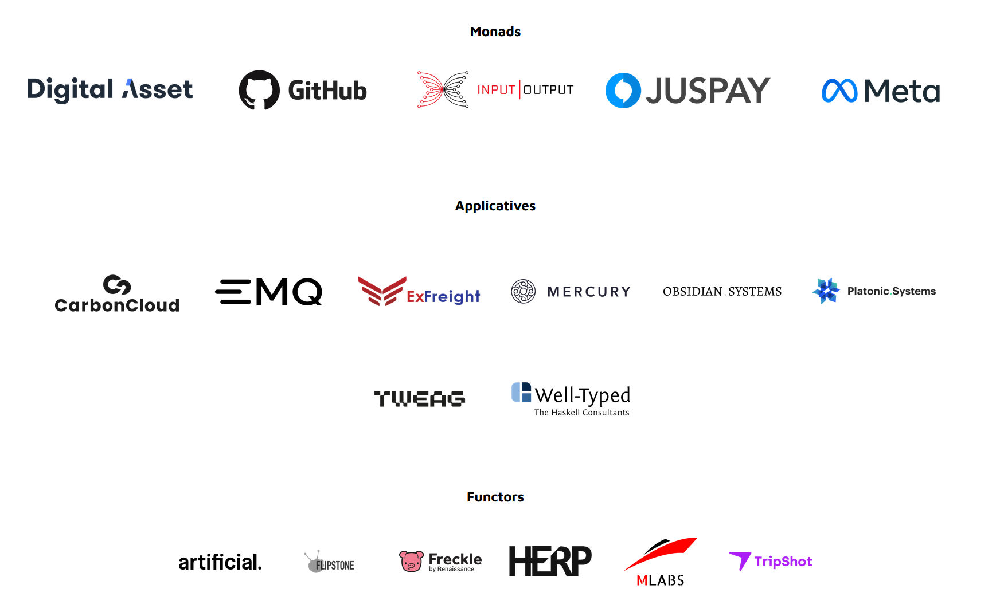 Monads
Digital Asset
GitHub
INPUT|OUTPUT
JUSPAY
Meta
Applicatives
CarbonCloud
EMQ
ExFreight
MERCURY
OBSIDIAN.SYSTEMS
Platonic.Systems
TWEAG
Well-Typed
The Haskell Consultants
Functors
artificial.
FLIPSTONE
Freckle
by Renaissance
HERP
MLABS
TripShot